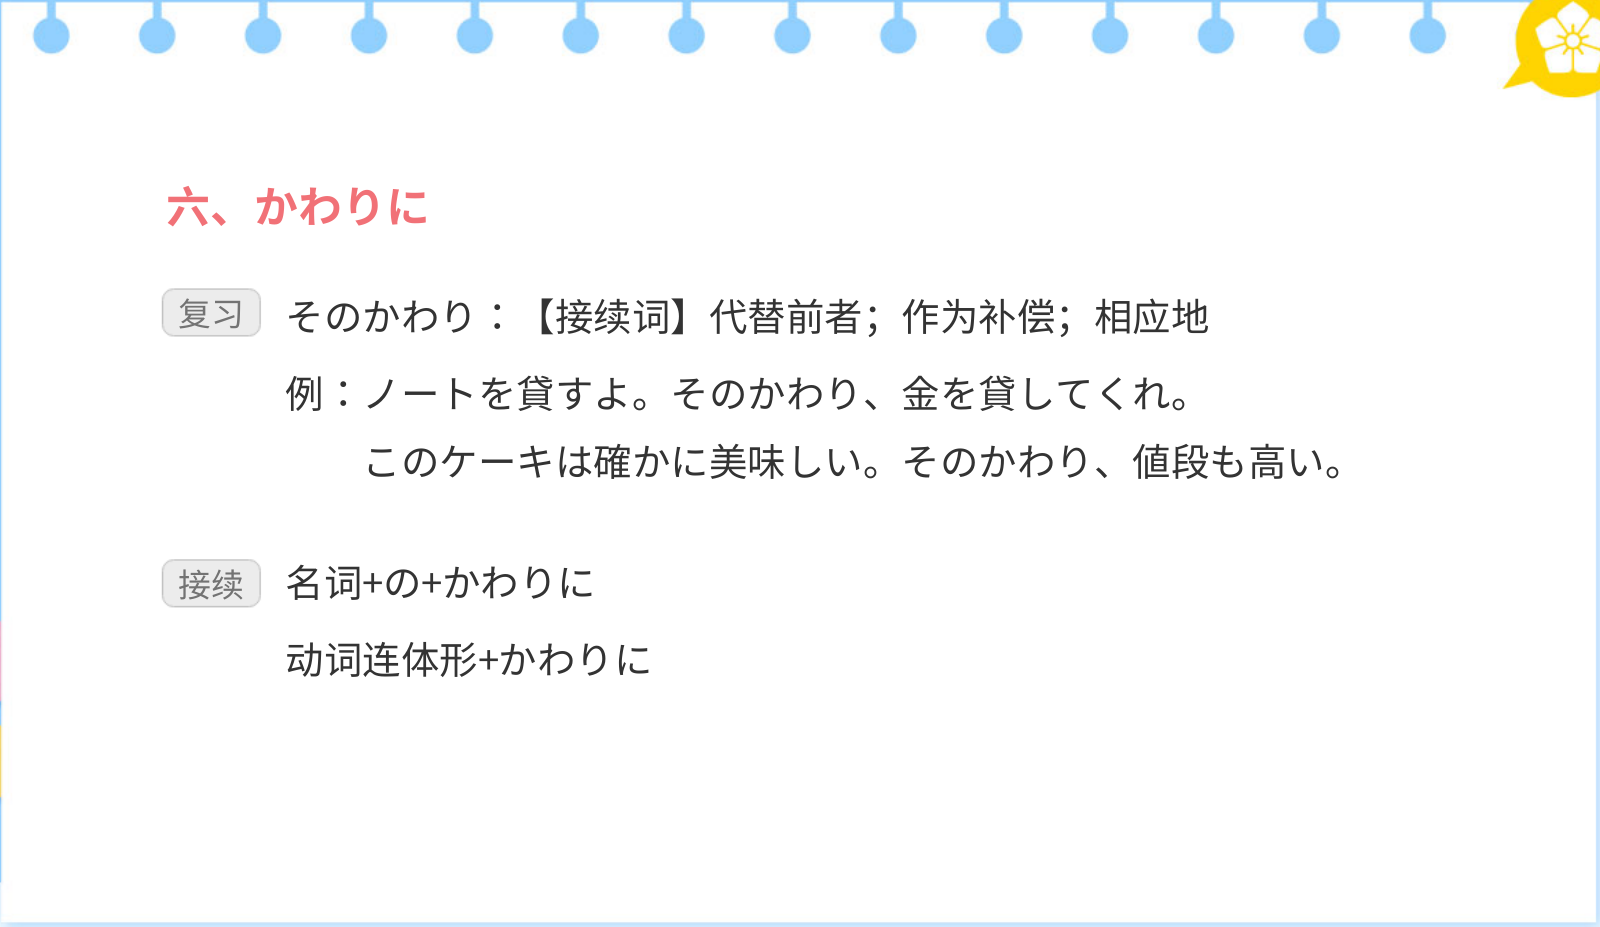 六、かわりに
复习 そのかわり：【接续词】代替前者；作为补偿；相应地
例：ノートを貸すよ。そのかわり、金を貸してくれ。
このケーキは確かに美味しい。そのかわり、値段も高い。
接续 名词+の+かわりに
动词连体形+かわりに